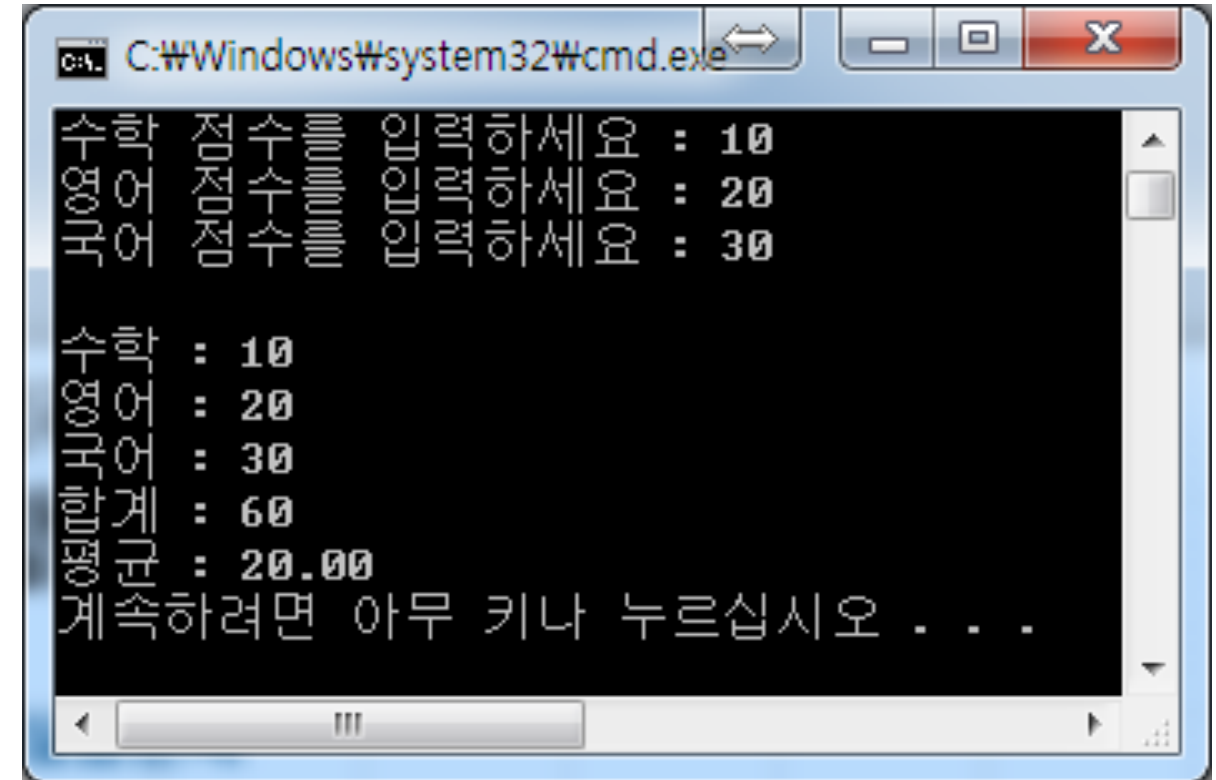 C:₩Windows₩system32₩cmd.exe
수학 점수를 입력하세요 : 10
영어 점수를 입력하세요 : 20
국어 점수를 입력하세요 : 30
수학 : 10
영어 : 20
국어 : 30
합계 : 60
평균 : 20.00
계속하려면 아무 키나 누르십시오 . . .